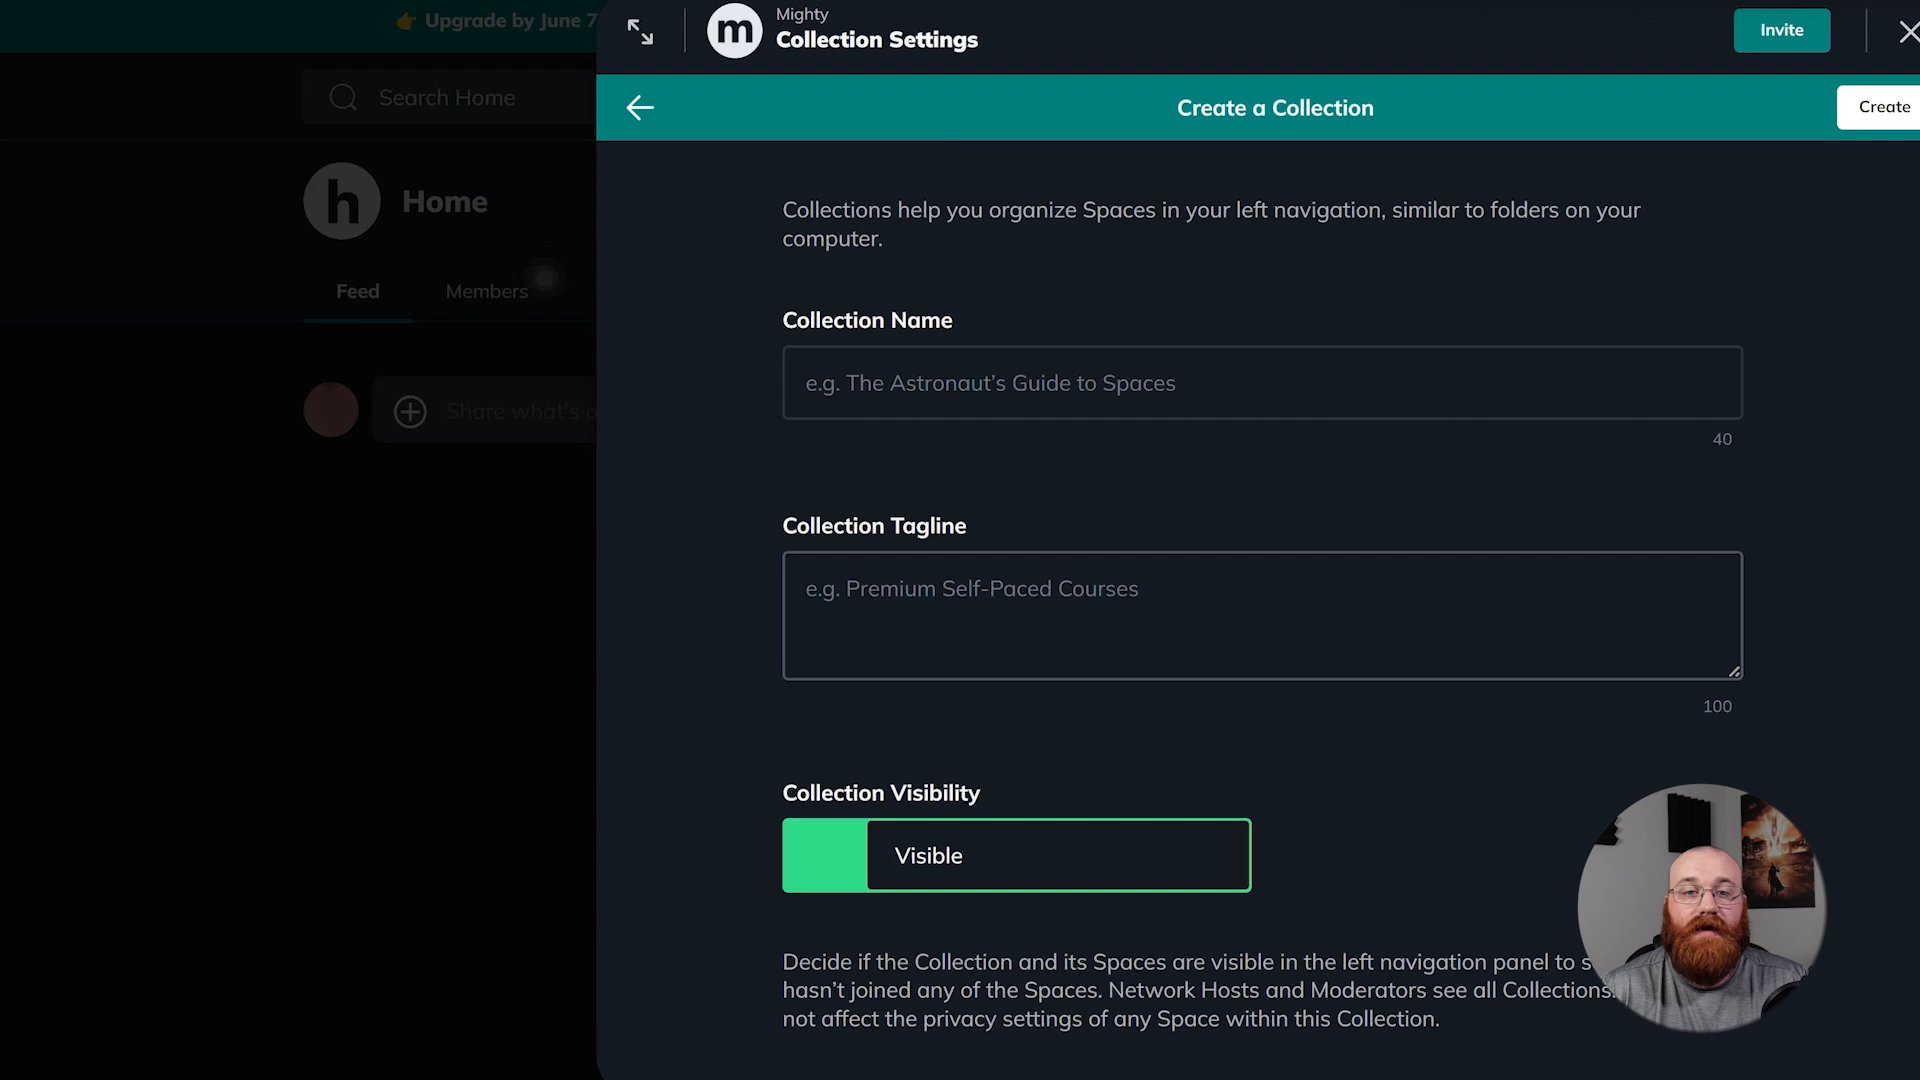 Upgrade by June 7
Mighty
Collection Settings
Invite
Search Home
Create a Collection
Create
h
Home
m
Collections help you organize Spaces in your left navigation, similar to folders on your
computer.
Feed
Members
Collection Name
e.g. The Astronaut’s Guide to Spaces
40
Share what's
Collection Tagline
e.g. Premium Self-Paced Courses
100
Collection Visibility
Visible
Decide if the Collection and its Spaces are visible in the left navigation panel to
hasn’t joined any of the Spaces. Network Hosts and Moderators see all Collections.
not affect the privacy settings of any Space within this Collection.